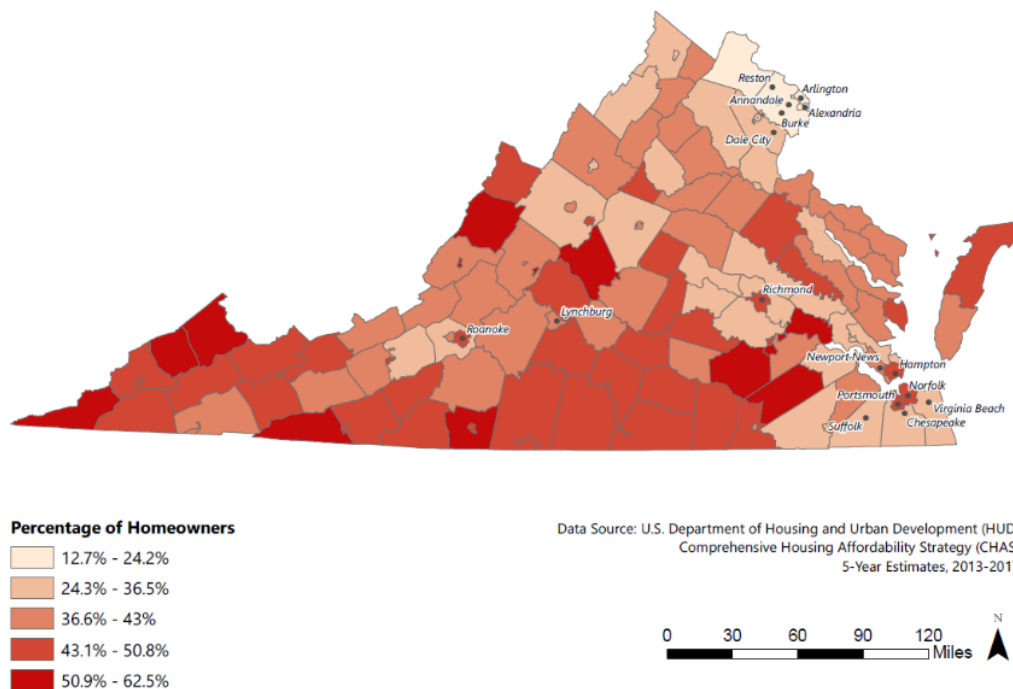 Reston
Arlington
Annandale
Alexandria
Burke
Dale City
Richmond
Lynchburg
Roanoke
Newport-News
Hampton
Norfolk
Portsmouth
Virginia Beach
Suffolk
Chesapeake
Percentage of Homeowners
12.7% - 24.2%
24.3% - 36.5%
36.6% - 43%
43.1% - 50.8%
50.9% - 62.5%
Data Source: U.S. Department of Housing and Urban Development (HUD
Comprehensive Housing Affordability Strategy (CHAS
5-Year Estimates, 2013-201
N
0 30 60 90 120
Miles